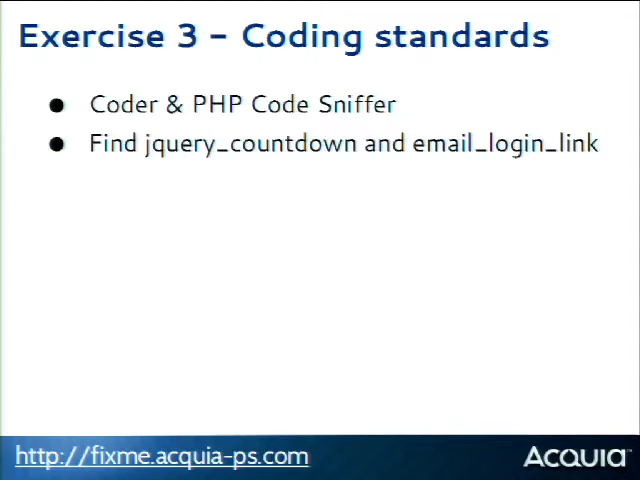 Exercise 3 - Coding standards
Coder & PHP Code Sniffer
Find jquery_countdown and email_login_link
http://fixme.acquia-ps.com
Acquia